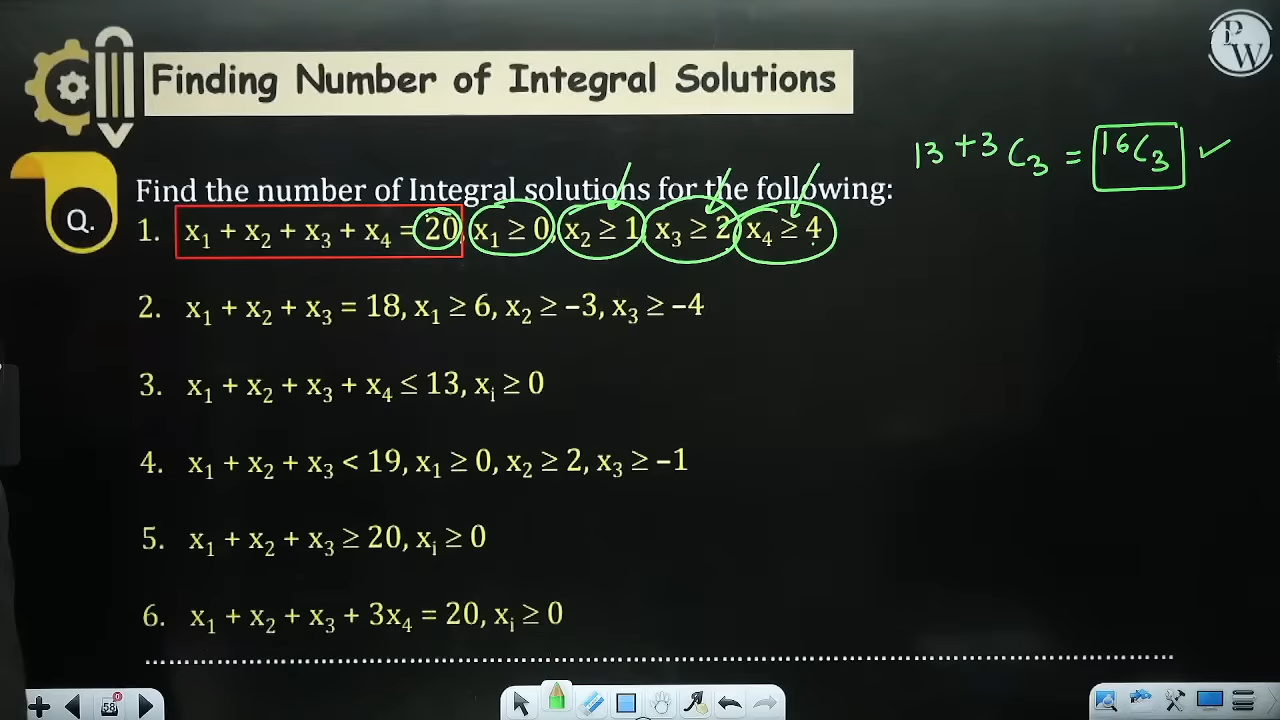 Finding Number of Integral Solutions
PW
13 + 3 C₃ = ¹⁶C₃ ✓
Q.
Find the number of Integral solutions for the following:
1. x₁ + x₂ + x₃ + x₄ = 20, x₁ ≥ 0, x₂ ≥ 1, x₃ ≥ 2, x₄ ≥ 4
2. x₁ + x₂ + x₃ = 18, x₁ ≥ 6, x₂ ≥ –3, x₃ ≥ –4
3. x₁ + x₂ + x₃ + x₄ ≤ 13, xᵢ ≥ 0
4. x₁ + x₂ + x₃ < 19, x₁ ≥ 0, x₂ ≥ 2, x₃ ≥ –1
5. x₁ + x₂ + x₃ ≥ 20, xᵢ ≥ 0
6. x₁ + x₂ + x₃ + 3x₄ = 20, xᵢ ≥ 0
58
0